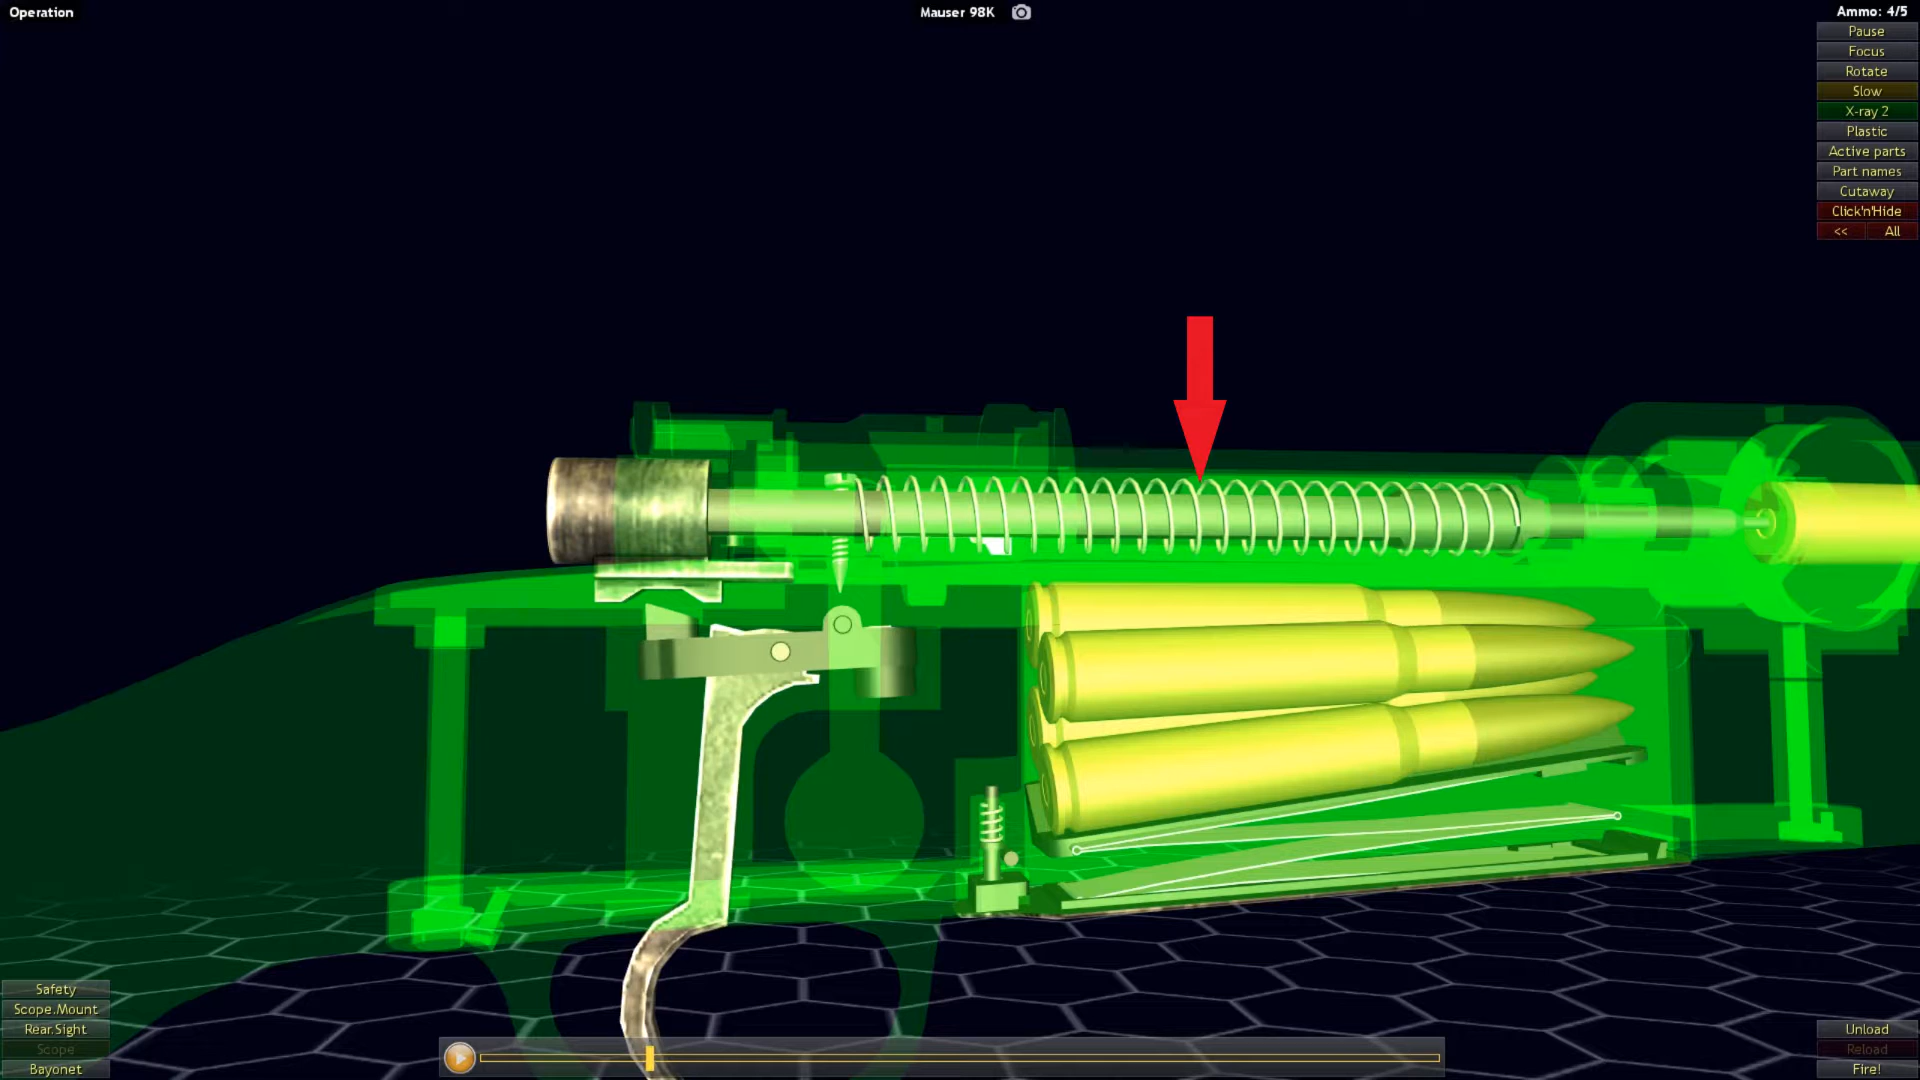 Operation
Mauser 98K
Ammo: 4/5
Pause
Focus
Rotate
Slow
X-ray 2
Plastic
Active parts
Part names
Cutaway
Click'n'Hide
<< All
Safety
Scope.Mount
Rear.Sight
Scope
Bayonet
Unload
Reload
Fire!